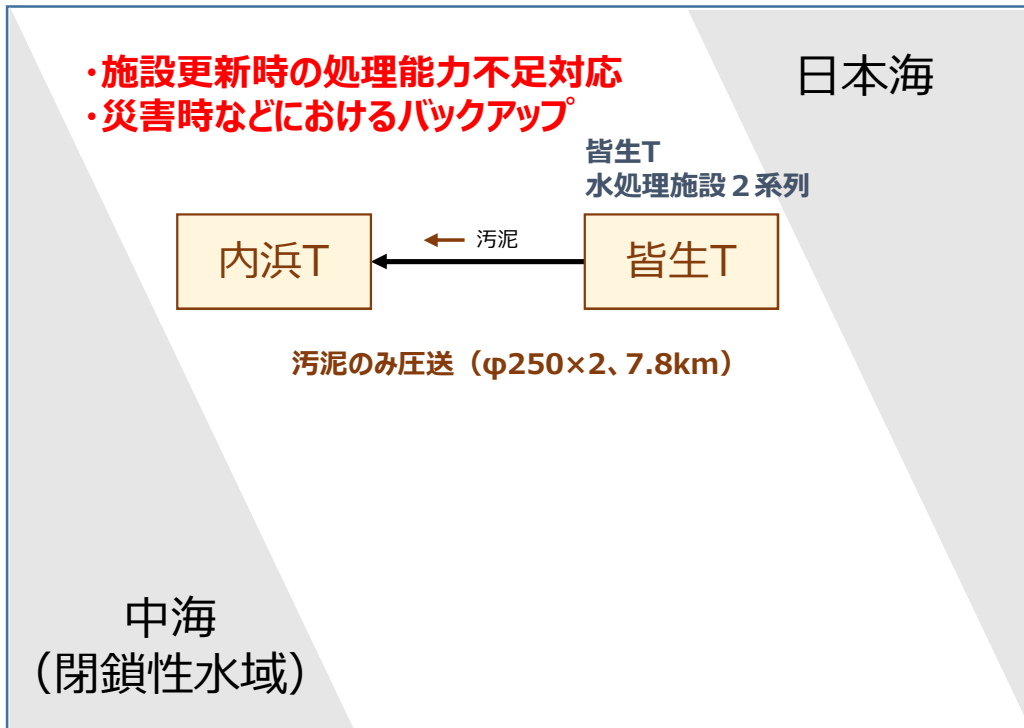 ・施設更新時の処理能力不足対応
・災害時などにおけるバックアップ
日本海
皆生T
水処理施設２系列
内浜T
汚泥
皆生T
汚泥のみ圧送（φ250×2、7.8km）
中海
（閉鎖性水域）